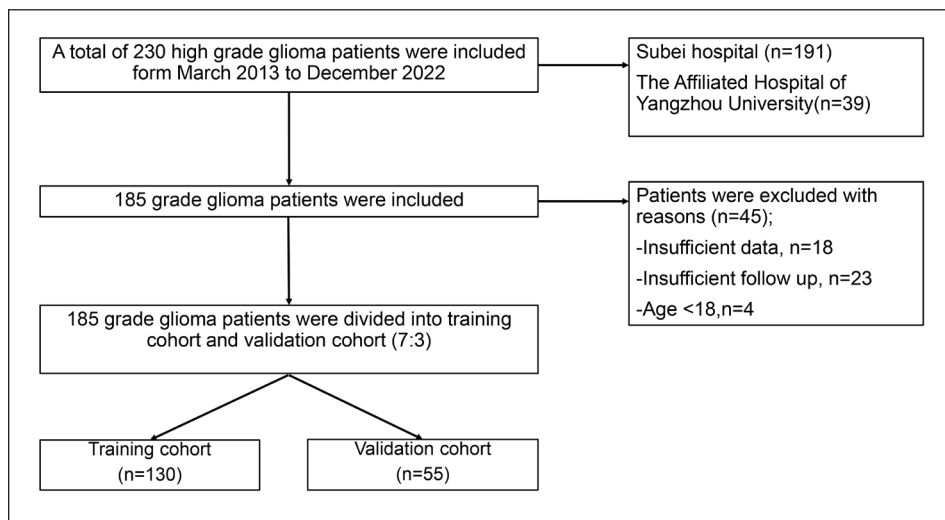 A total of 230 high grade glioma patients were included
form March 2013 to December 2022
Subei hospital (n=191)
The Affiliated Hospital of
Yangzhou University(n=39)
185 grade glioma patients were included
Patients were excluded with
reasons (n=45);
-Insufficient data, n=18
-Insufficient follow up, n=23
-Age <18,n=4
185 grade glioma patients were divided into training
cohort and validation cohort (7:3)
Training cohort
(n=130)
Validation cohort
(n=55)